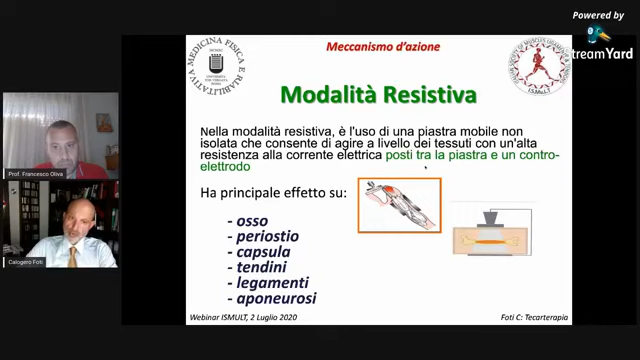 Powered by
StreamYard
Meccanismo d'azione
MEDICINA FISICA
ISMULT
Modalità Resistiva
Nella modalità resistiva, è l'uso di una piastra mobile non
isolata che consente di agire a livello dei tessuti con un'alta
resistenza alla corrente elettrica posti tra la piastra e un contro-
elettrodo
Ha principale effetto su:
- osso
- periostio
- capsula
- tendini
- legamenti
- aponeurosi
Prof. Francesco Oliva
Calogero Foti
Webinar ISMULT, 2 Luglio 2020
Foti C: Tecarterapia